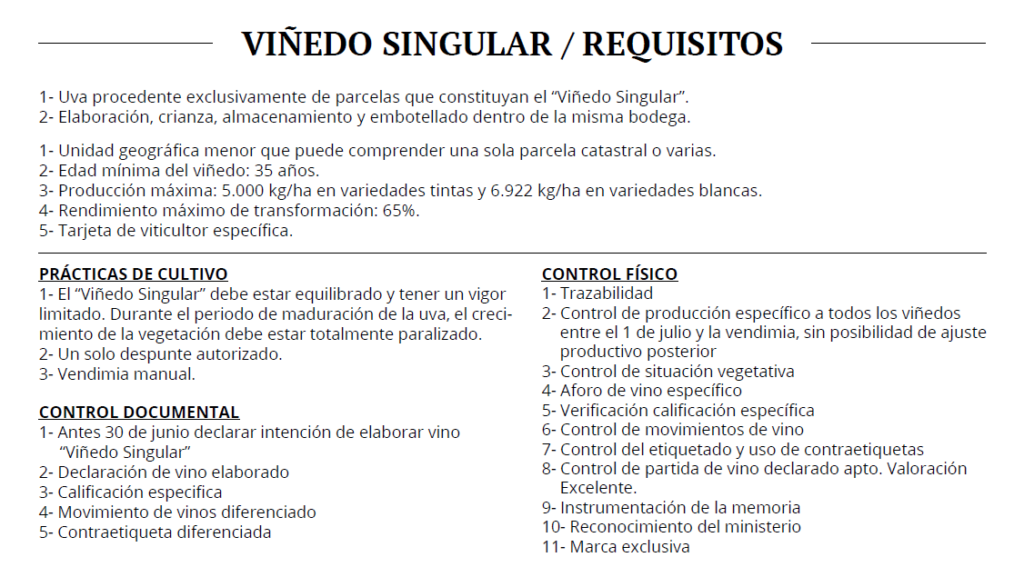 VIÑEDO SINGULAR / REQUISITOS
1- Uva procedente exclusivamente de parcelas que constituyan el “Viñedo Singular”.
2- Elaboración, crianza, almacenamiento y embotellado dentro de la misma bodega.
1- Unidad geográfica menor que puede comprender una sola parcela catastral o varias.
2- Edad mínima del viñedo: 35 años.
3- Producción máxima: 5.000 kg/ha en variedades tintas y 6.922 kg/ha en variedades blancas.
4- Rendimiento máximo de transformación: 65%.
5- Tarjeta de viticultor específica.
PRÁCTICAS DE CULTIVO
1- El “Viñedo Singular” debe estar equilibrado y tener un vigor
limitado. Durante el periodo de maduración de la uva, el creci-
miento de la vegetación debe estar totalmente paralizado.
2- Un solo despunte autorizado.
3- Vendimia manual.
CONTROL DOCUMENTAL
1- Antes 30 de junio declarar intención de elaborar vino
“Viñedo Singular”
2- Declaración de vino elaborado
3- Calificación especifica
4- Movimiento de vinos diferenciado
5- Contraetiqueta diferenciada
CONTROL FÍSICO
1- Trazabilidad
2- Control de producción específico a todos los viñedos
entre el 1 de julio y la vendimia, sin posibilidad de ajuste
productivo posterior
3- Control de situación vegetativa
4- Aforo de vino específico
5- Verificación calificación específica
6- Control de movimientos de vino
7- Control del etiquetado y uso de contraetiquetas
8- Control de partida de vino declarado apto. Valoración
Excelente.
9- Instrumentación de la memoria
10- Reconocimiento del ministerio
11- Marca exclusiva